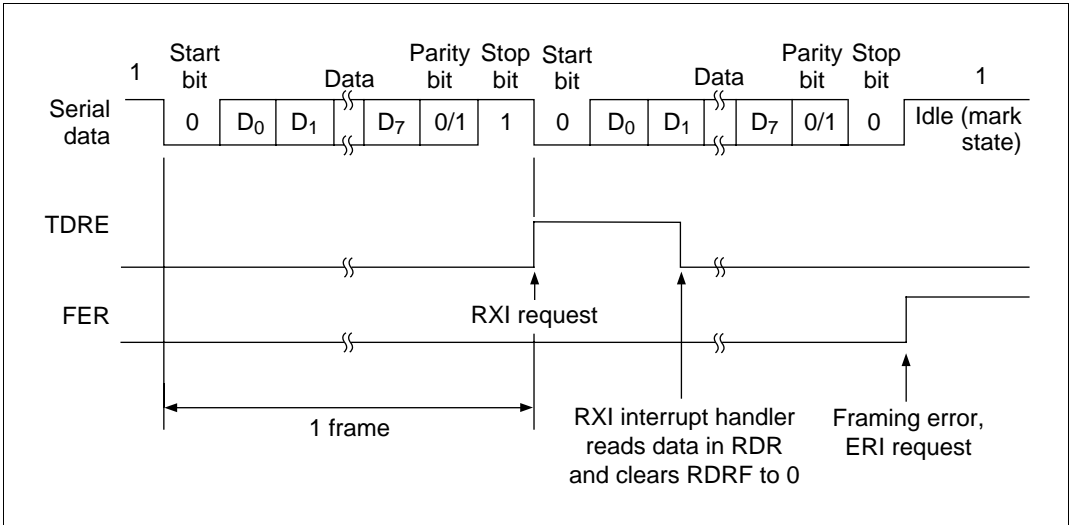 1 Start bit Data Parity bit Stop bit Start bit Data Parity bit Stop bit 1
Serial data 0 D0 D1 D7 0/1 1 0 D0 D1 D7 0/1 0 Idle (mark state)
TDRE
FER
RXI request
1 frame
RXI interrupt handler
reads data in RDR
and clears RDRF to 0
Framing error,
ERI request